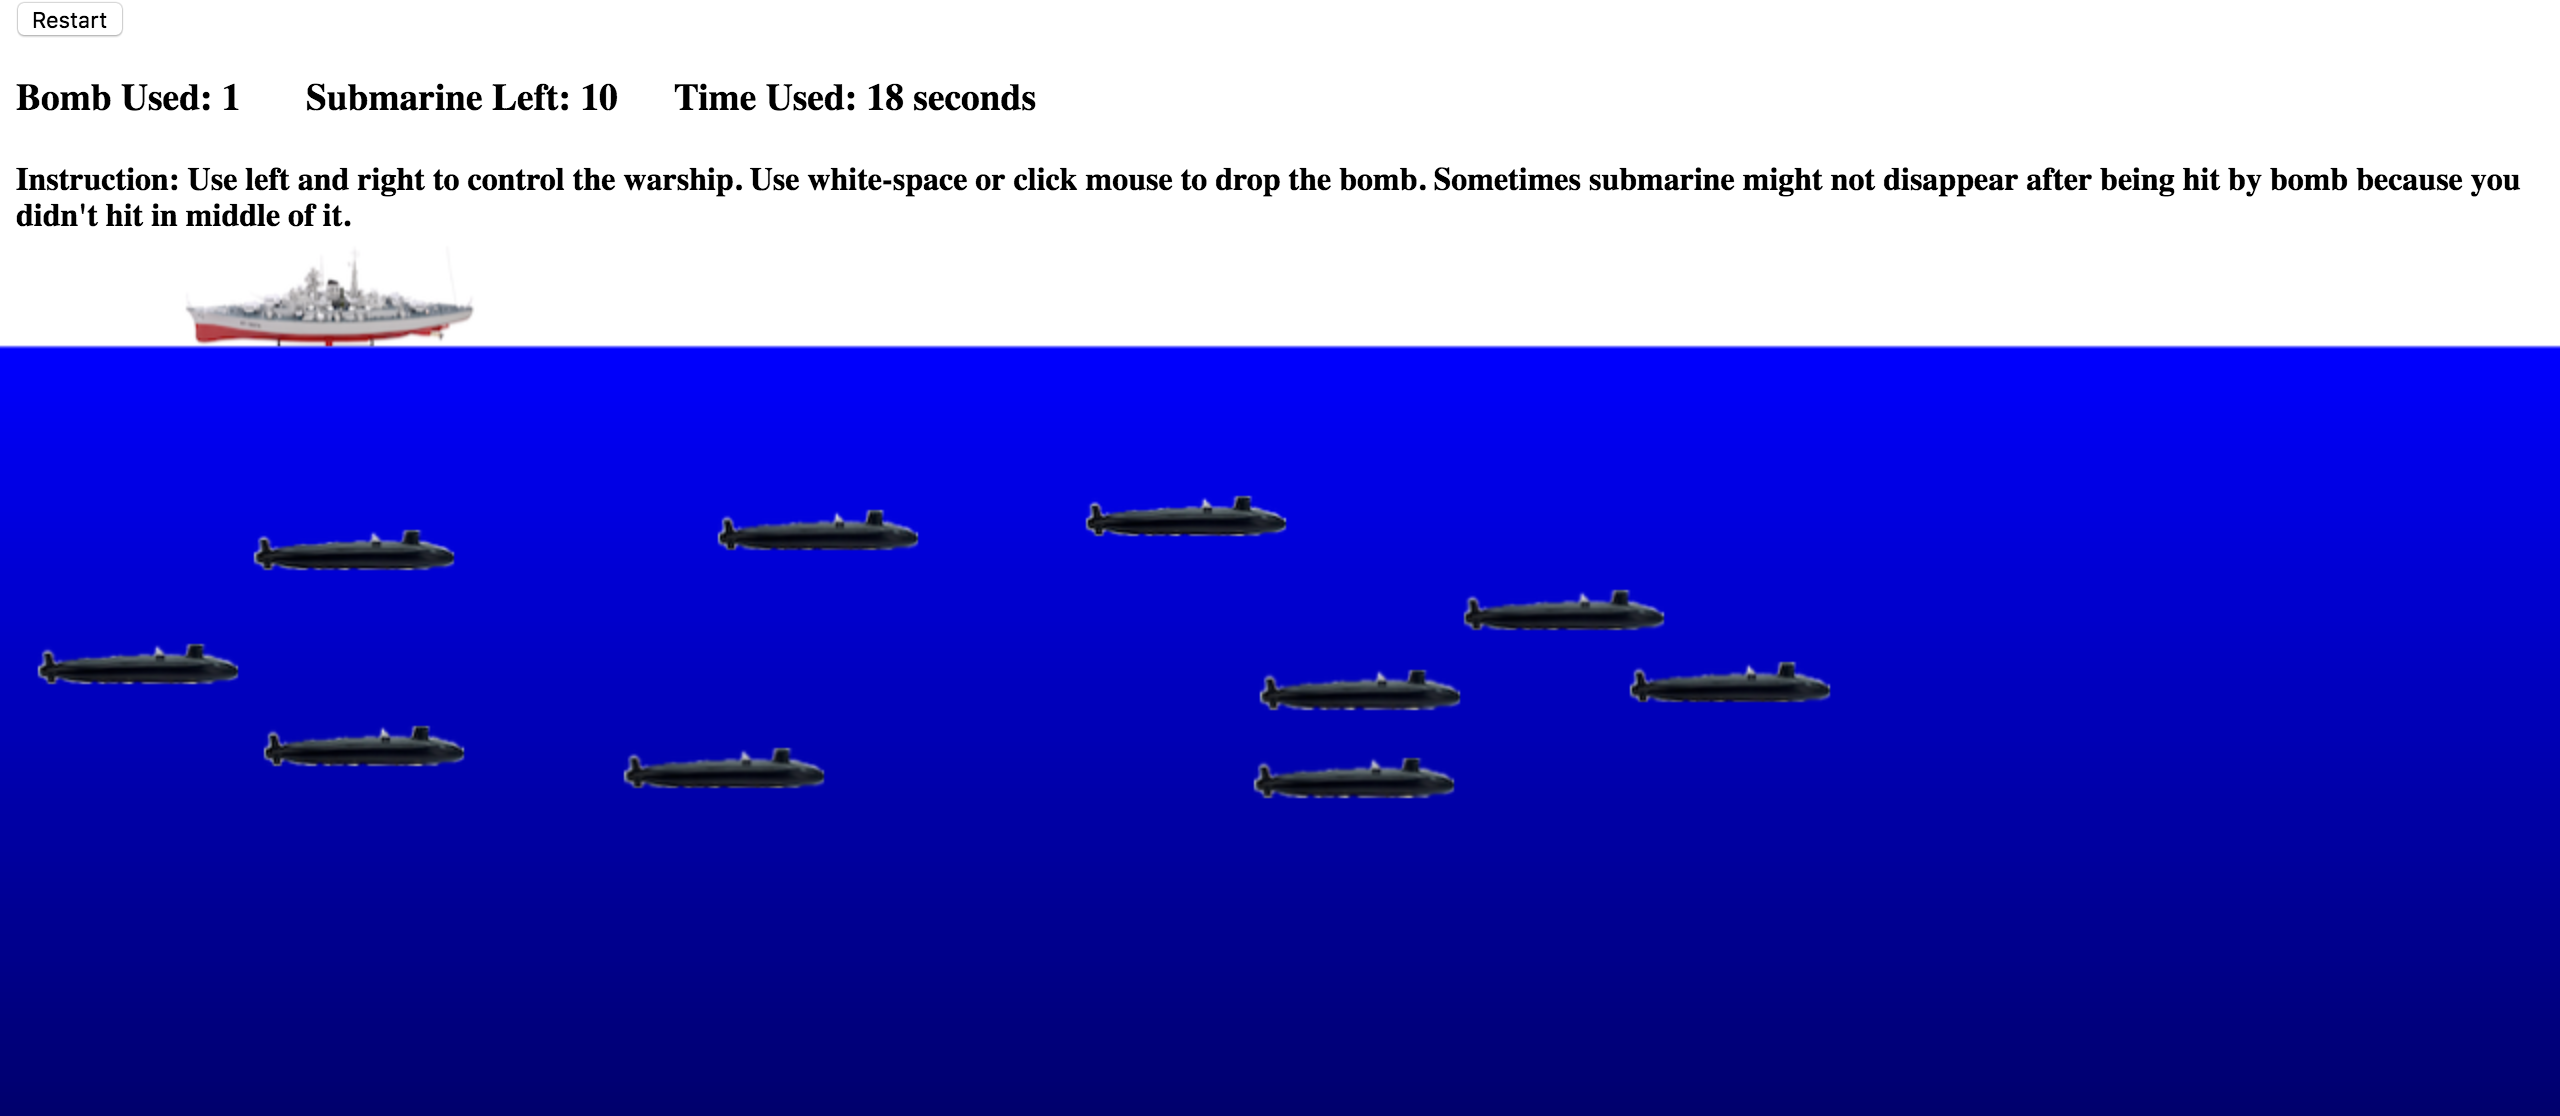 Restart
Bomb Used: 1 Submarine Left: 10 Time Used: 18 seconds
Instruction: Use left and right to control the warship. Use white-space or click mouse to drop the bomb. Sometimes submarine might not disappear after being hit by bomb because you
didn't hit in middle of it.